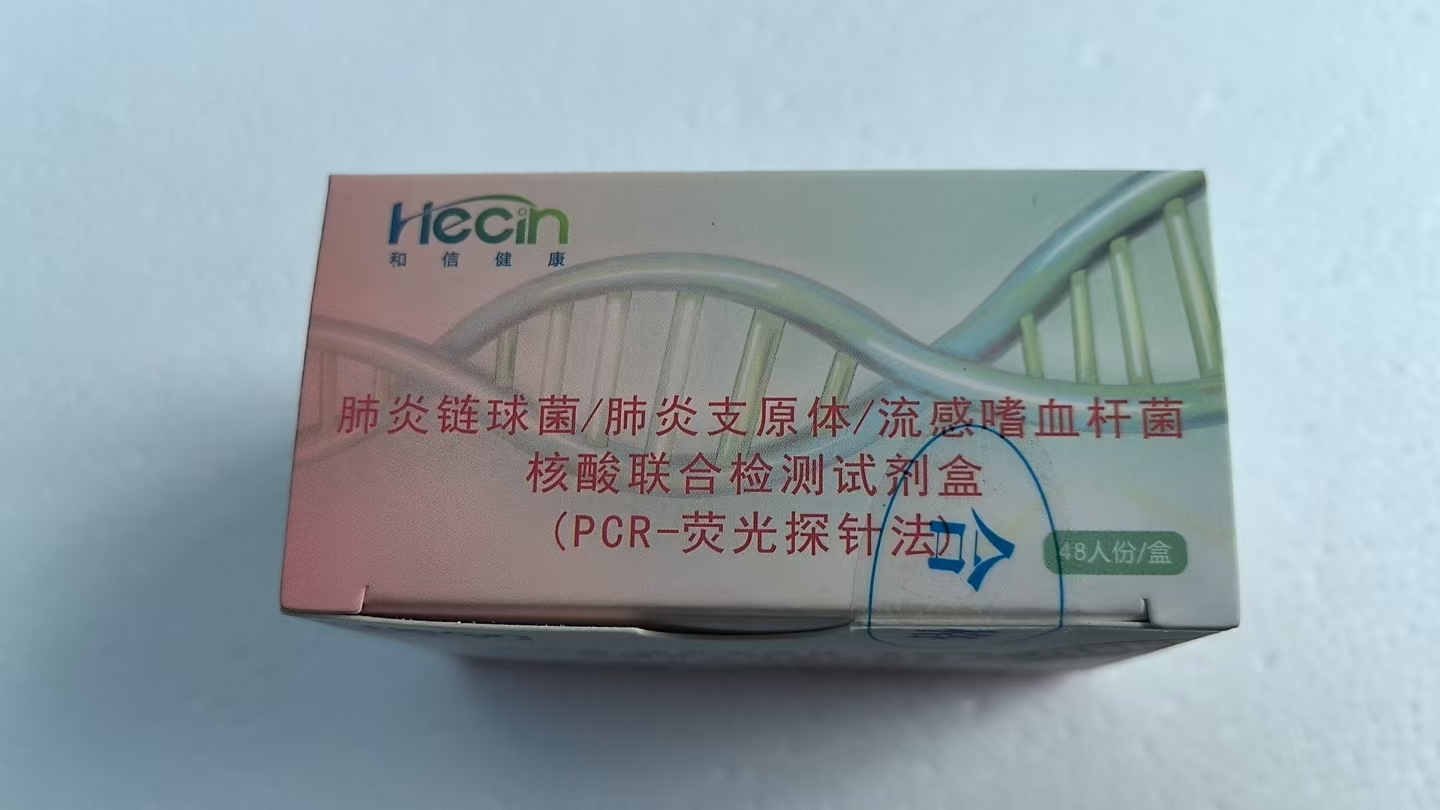 Hecin
和信健康
肺炎链球菌/肺炎支原体/流感嗜血杆菌
核酸联合检测试剂盒
(PCR-荧光探针法)
合
48人份/盒